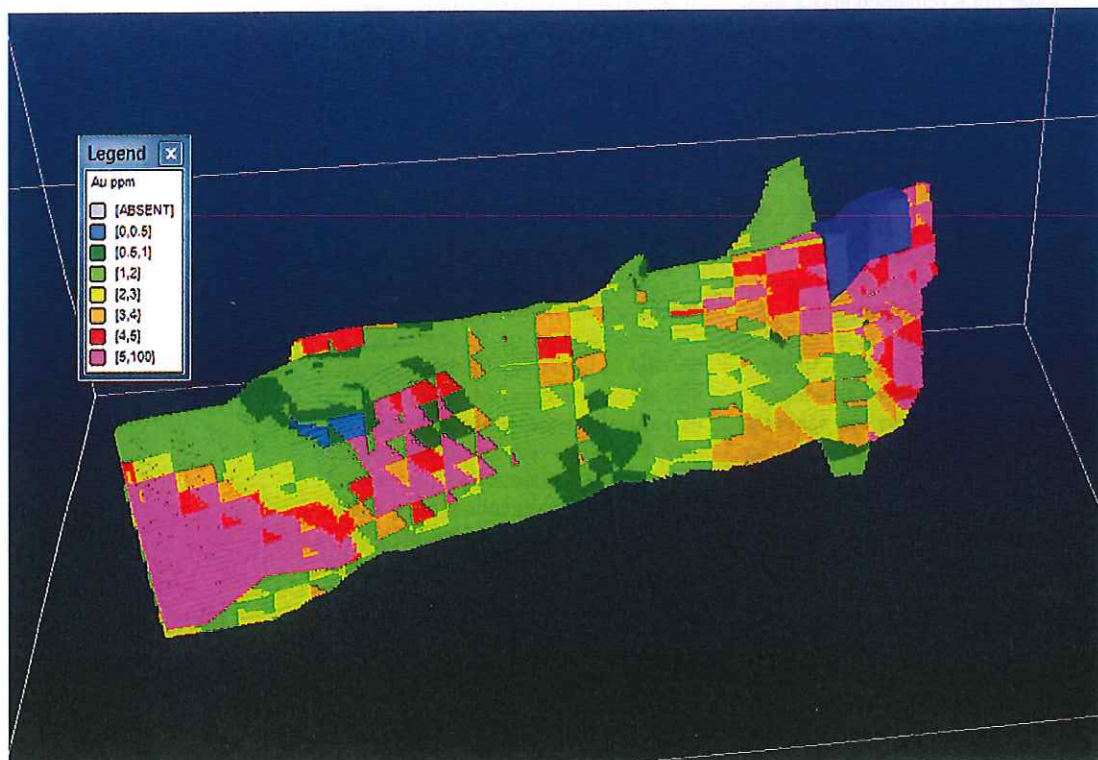 Legend x
Au ppm
[ABSENT]
[0,0.5]
[0.5,1]
[1,2]
[2,3]
[3,4]
[4,5]
[5,100]